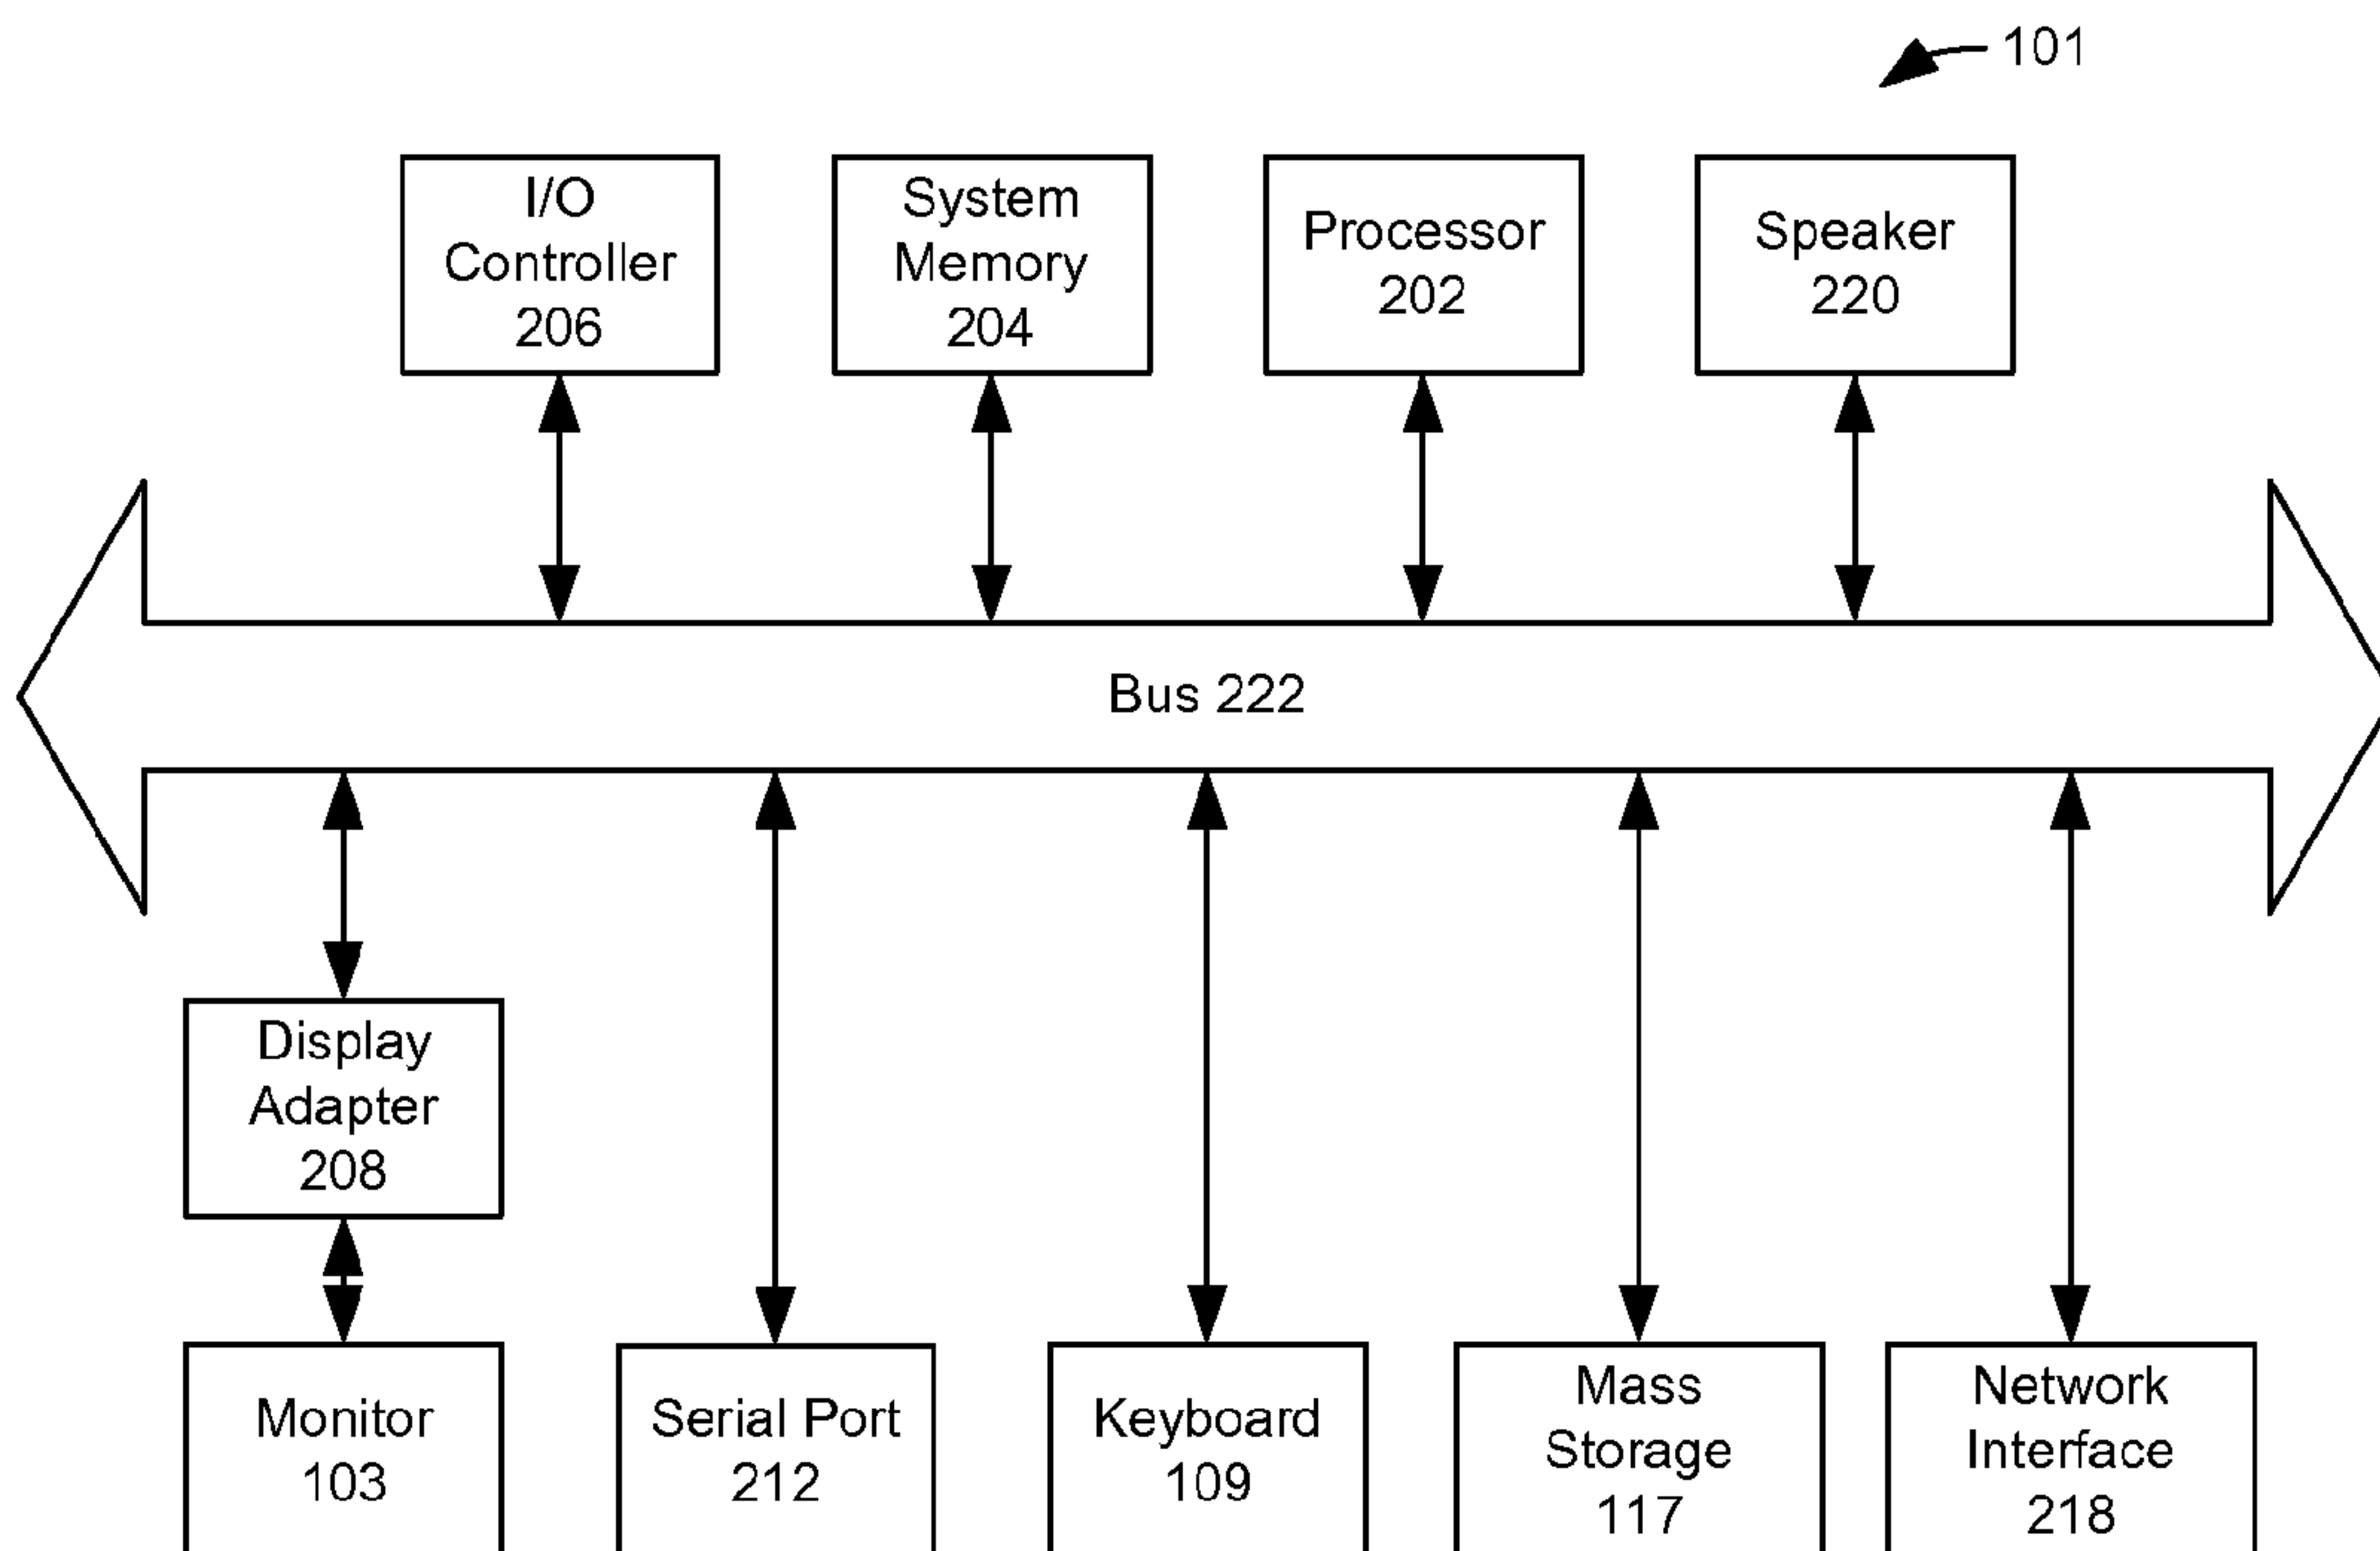 101
I/O
Controller
206
System
Memory
204
Processor
202
Speaker
220
Bus 222
Display
Adapter
208
Monitor
103
Serial Port
212
Keyboard
109
Mass
Storage
117
Network
Interface
218